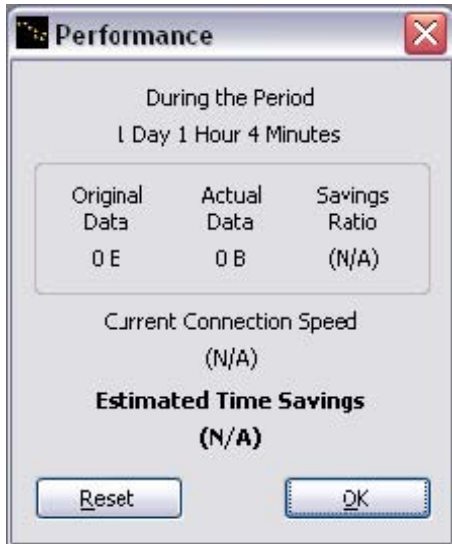 Performance
During the Period
1 Day 1 Hour 4 Minutes
Original Data
Actual Data
Savings Ratio
0 E
0 B
(N/A)
Current Connection Speed
(N/A)
Estimated Time Savings
(N/A)
Reset
OK